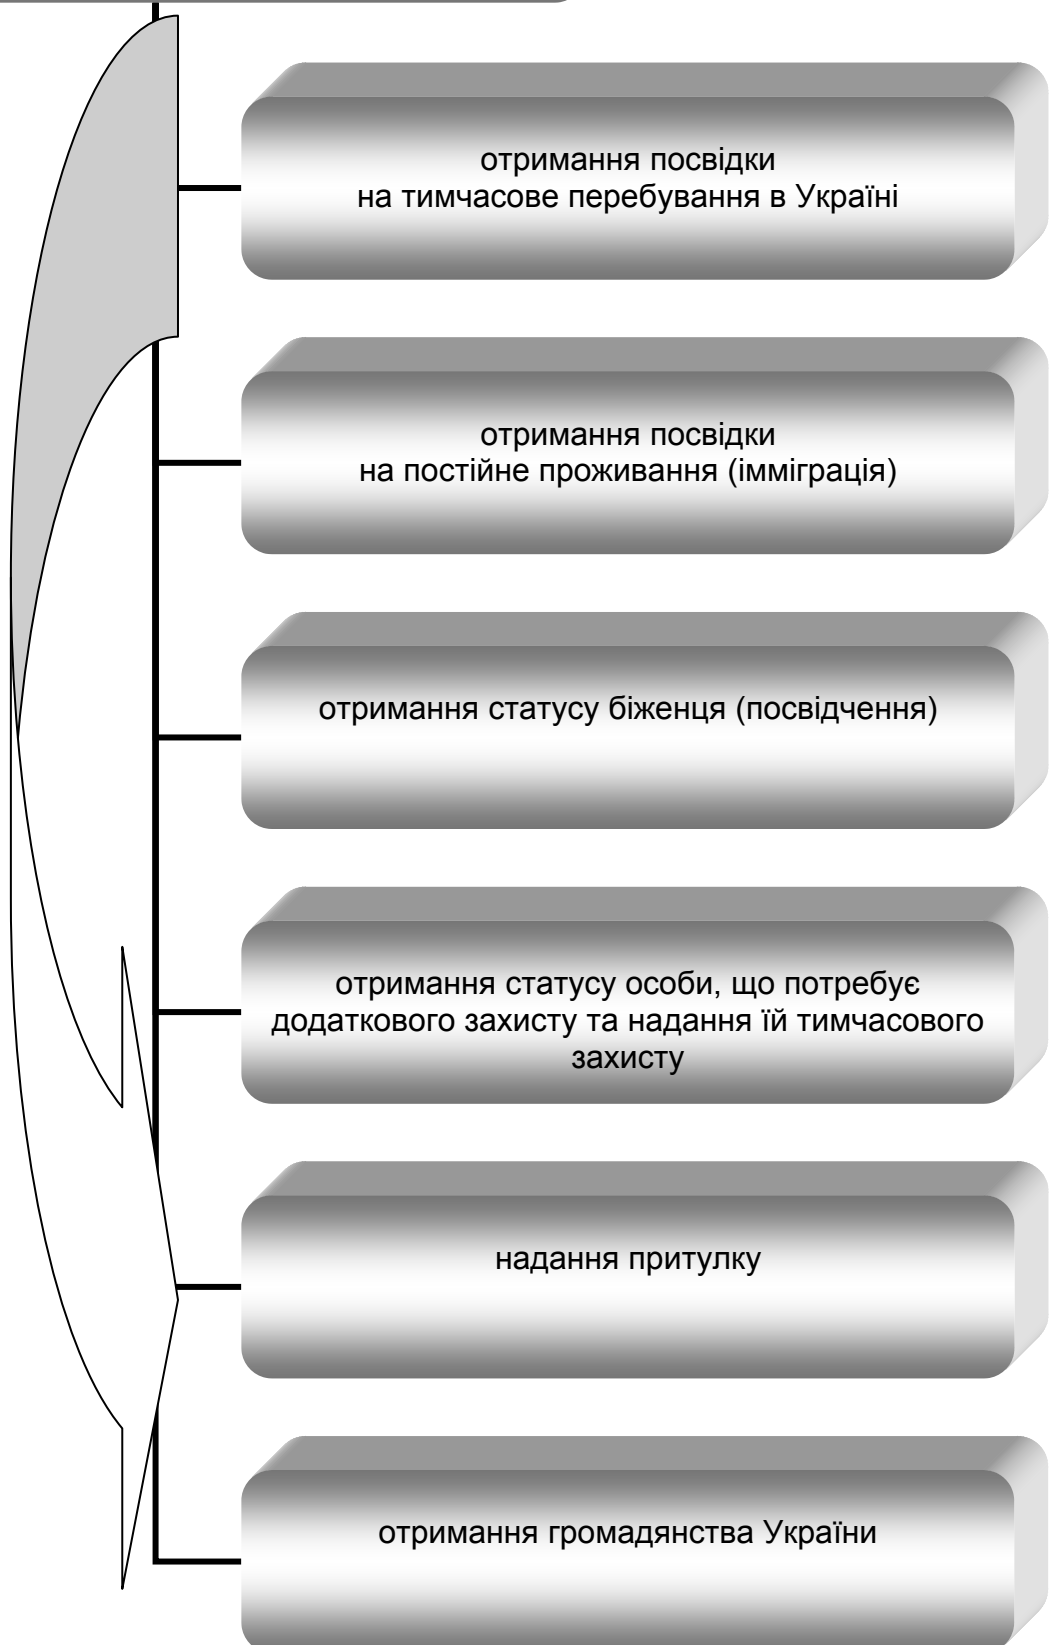 отримання посвідки
на тимчасове перебування в Україні
отримання посвідки
на постійне проживання (імміграція)
отримання статусу біженця (посвідчення)
отримання статусу особи, що потребує
додаткового захисту та надання їй тимчасового
захисту
надання притулку
отримання громадянства України